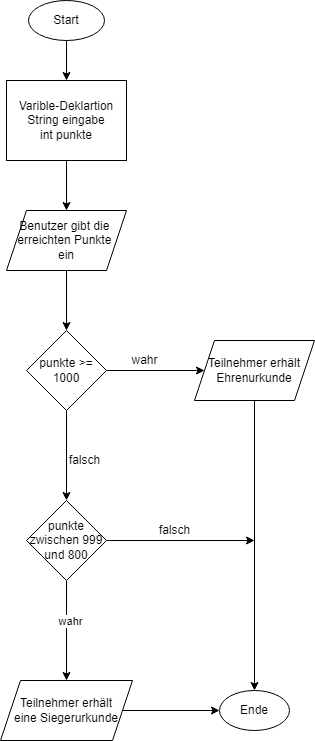 Start
Varible-Deklartion
String eingabe
int punkte
Benutzer gibt die
erreichten Punkte
ein
punkte >=
1000
wahr
Teilnehmer erhält
Ehrenurkunde
falsch
punkte
zwischen 999
und 800
falsch
wahr
Teilnehmer erhält
eine Siegerurkunde
Ende